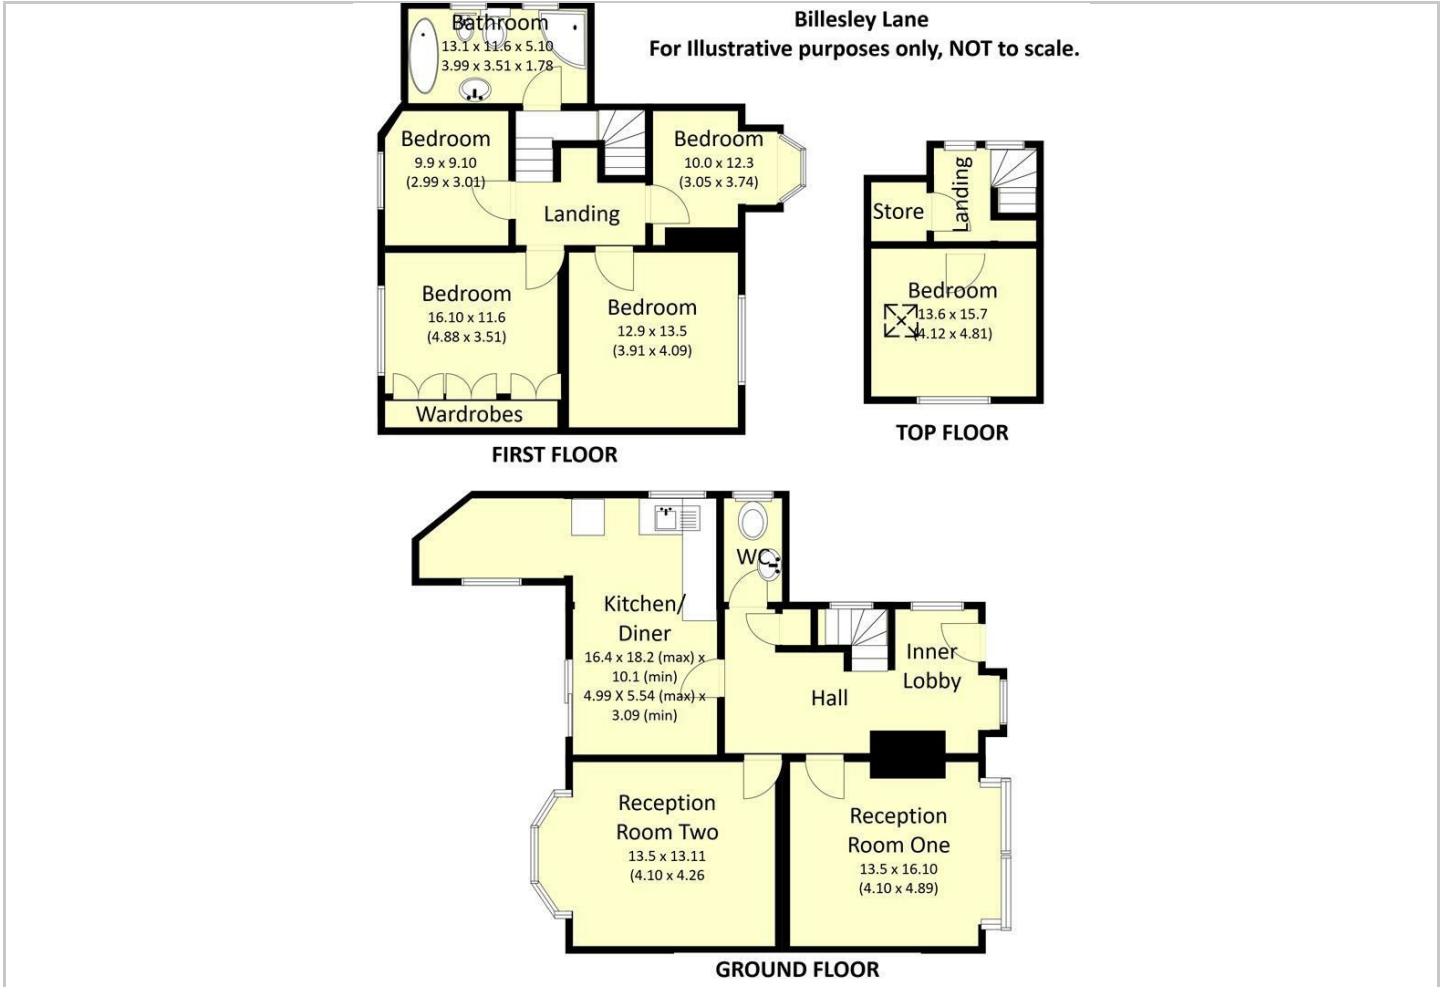 Billesley Lane
For Illustrative purposes only, NOT to scale.
Bathroom
13.1 x 11.6 x 5.10
3.99 x 3.51 x 1.78
Bedroom
9.9 x 9.10
(2.99 x 3.01)
Landing
Bedroom
10.0 x 12.3
(3.05 x 3.74)
Bedroom
16.10 x 11.6
(4.88 x 3.51)
Wardrobes
Bedroom
12.9 x 13.5
(3.91 x 4.09)
FIRST FLOOR
Store
Landing
Bedroom
13.6 x 15.7
(4.12 x 4.81)
TOP FLOOR
Kitchen/
Diner
16.4 x 18.2 (max) x
10.1 (min)
4.99 X 5.54 (max) x
3.09 (min)
WC
Hall
Inner
Lobby
Reception
Room Two
13.5 x 13.11
(4.10 x 4.26
Reception
Room One
13.5 x 16.10
(4.10 x 4.89)
GROUND FLOOR